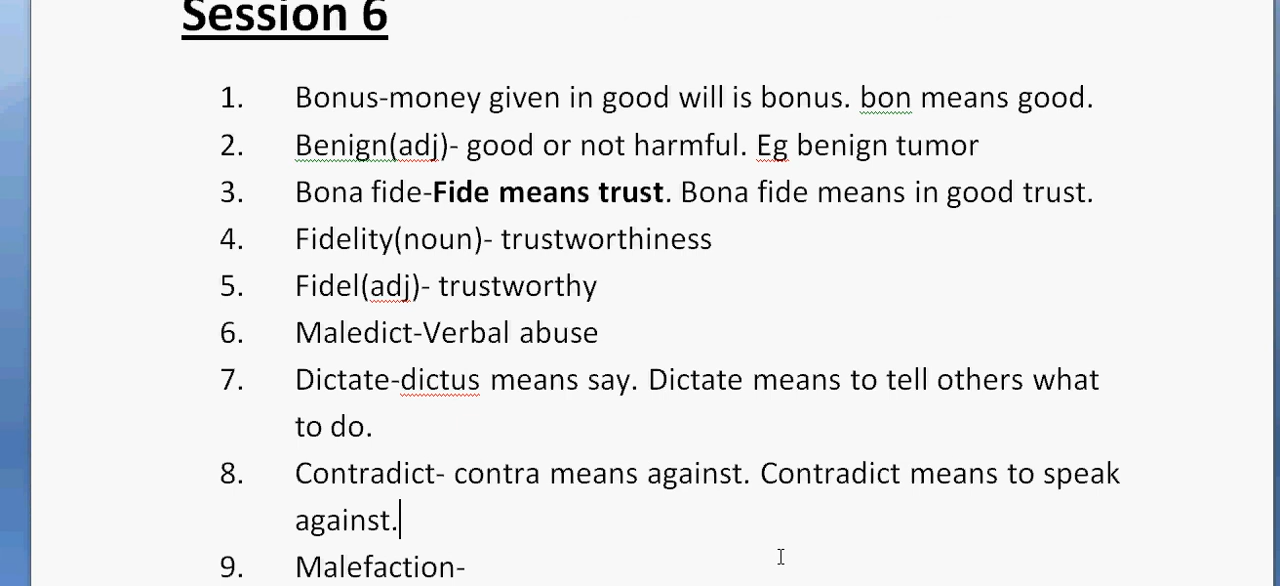 Session 6
1. Bonus-money given in good will is bonus. bon means good.
2. Benign(adj)- good or not harmful. Eg benign tumor
3. Bona fide-Fide means trust. Bona fide means in good trust.
4. Fidelity(noun)- trustworthiness
5. Fidel(adj)- trustworthy
6. Maledict-Verbal abuse
7. Dictate-dictus means say. Dictate means to tell others what
to do.
8. Contradict- contra means against. Contradict means to speak
against.
9. Malefaction-